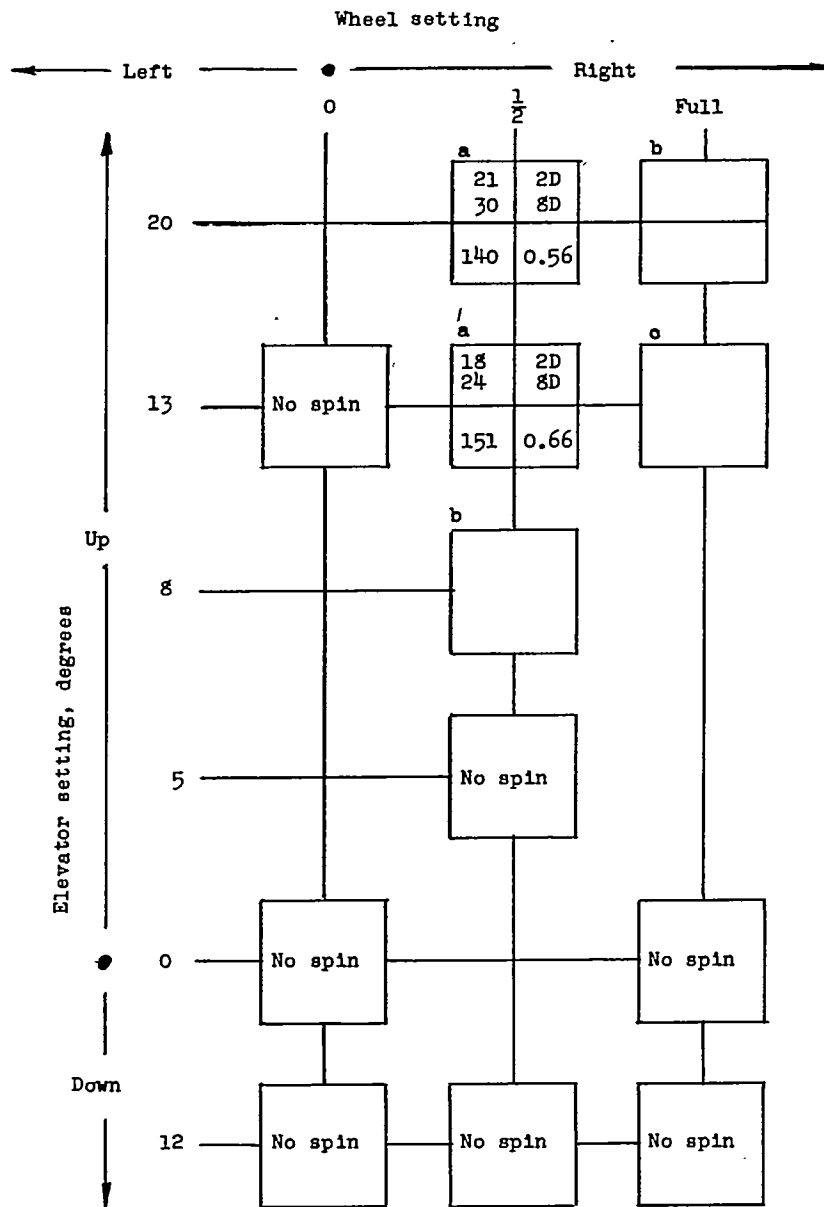 Wheel setting
Left Right
0 1/2 Full
a b
21 2D
30 8D
20
140 0.56
a c
18 2D
24 8D
13 No spin
151 0.66
Up
b
8
Elevator setting, degrees
5 No spin
0 No spin No spin
Down
12 No spin No spin No spin